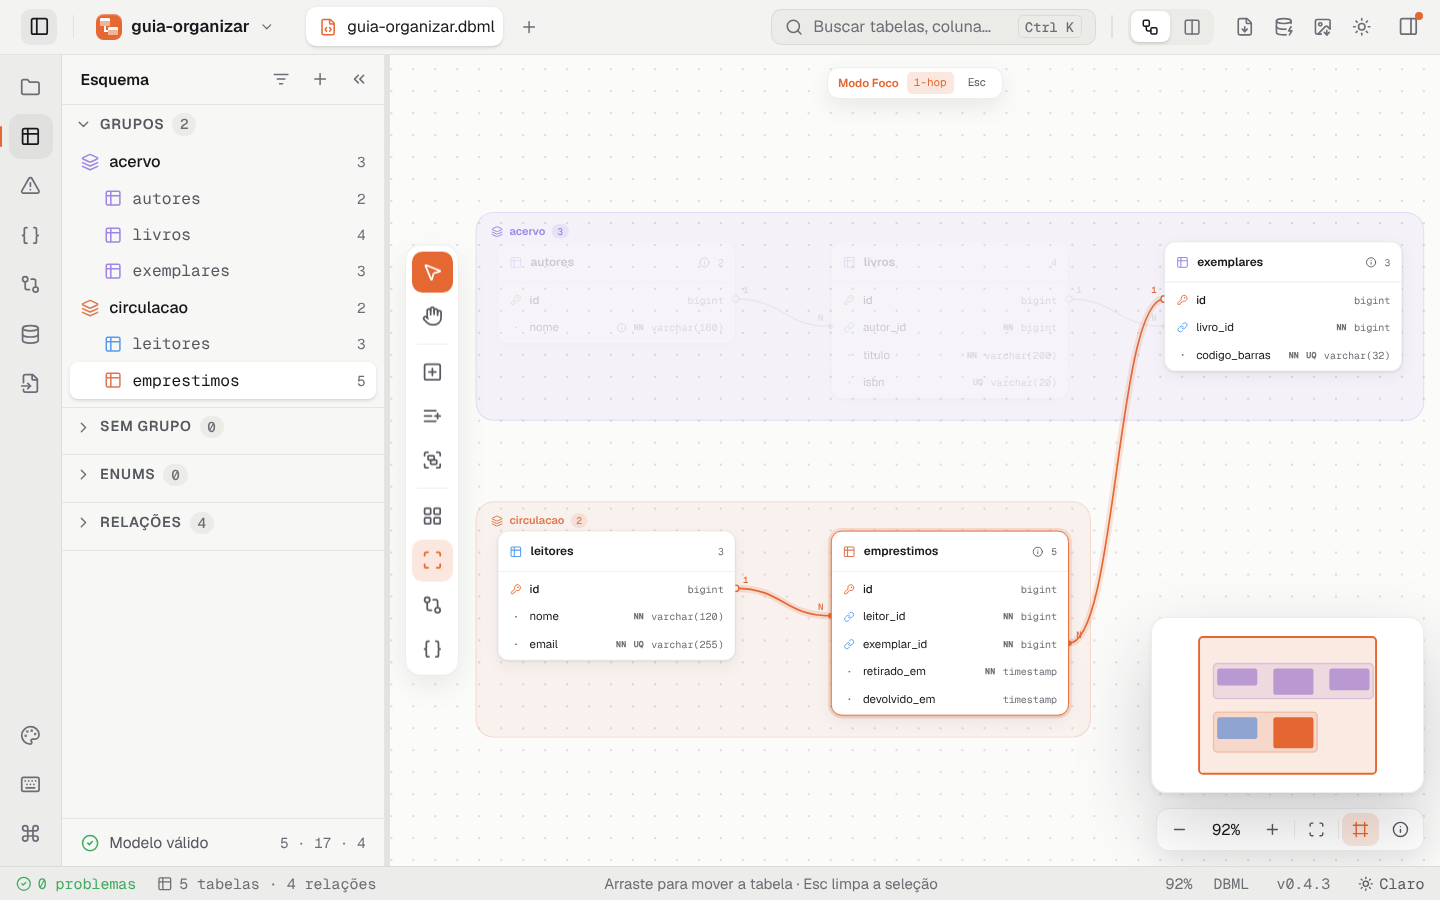 guia-organizar
guia-organizar.dbml
Buscar tabelas, coluna...
Ctrl K
Esquema
GRUPOS 2
acervo 3
autores 2
livros 4
exemplares 3
circulacao 2
leitores 3
emprestimos 5
SEM GRUPO 0
ENUMS 0
RELAÇÕES 4
Modelo válido 5 · 17 · 4
Modo Foco 1-hop Esc
acervo 3
autores 2
id bigint
nome NN varchar(160)
1
N
livros 4
id bigint
autor_id NN bigint
titulo NN varchar(200)
isbn UQ varchar(20)
1
N
1
exemplares 3
id bigint
livro_id NN bigint
codigo_barras NN UQ varchar(32)
circulacao 2
leitores 3
id bigint
nome NN varchar(120)
email NN UQ varchar(255)
1
N
emprestimos 5
id bigint
leitor_id NN bigint
exemplar_id NN bigint
retirado_em NN timestamp
devolvido_em timestamp
N
92%
0 problemas
5 tabelas · 4 relações
Arraste para mover a tabela · Esc limpa a seleção
92% DBML v0.4.3 Claro